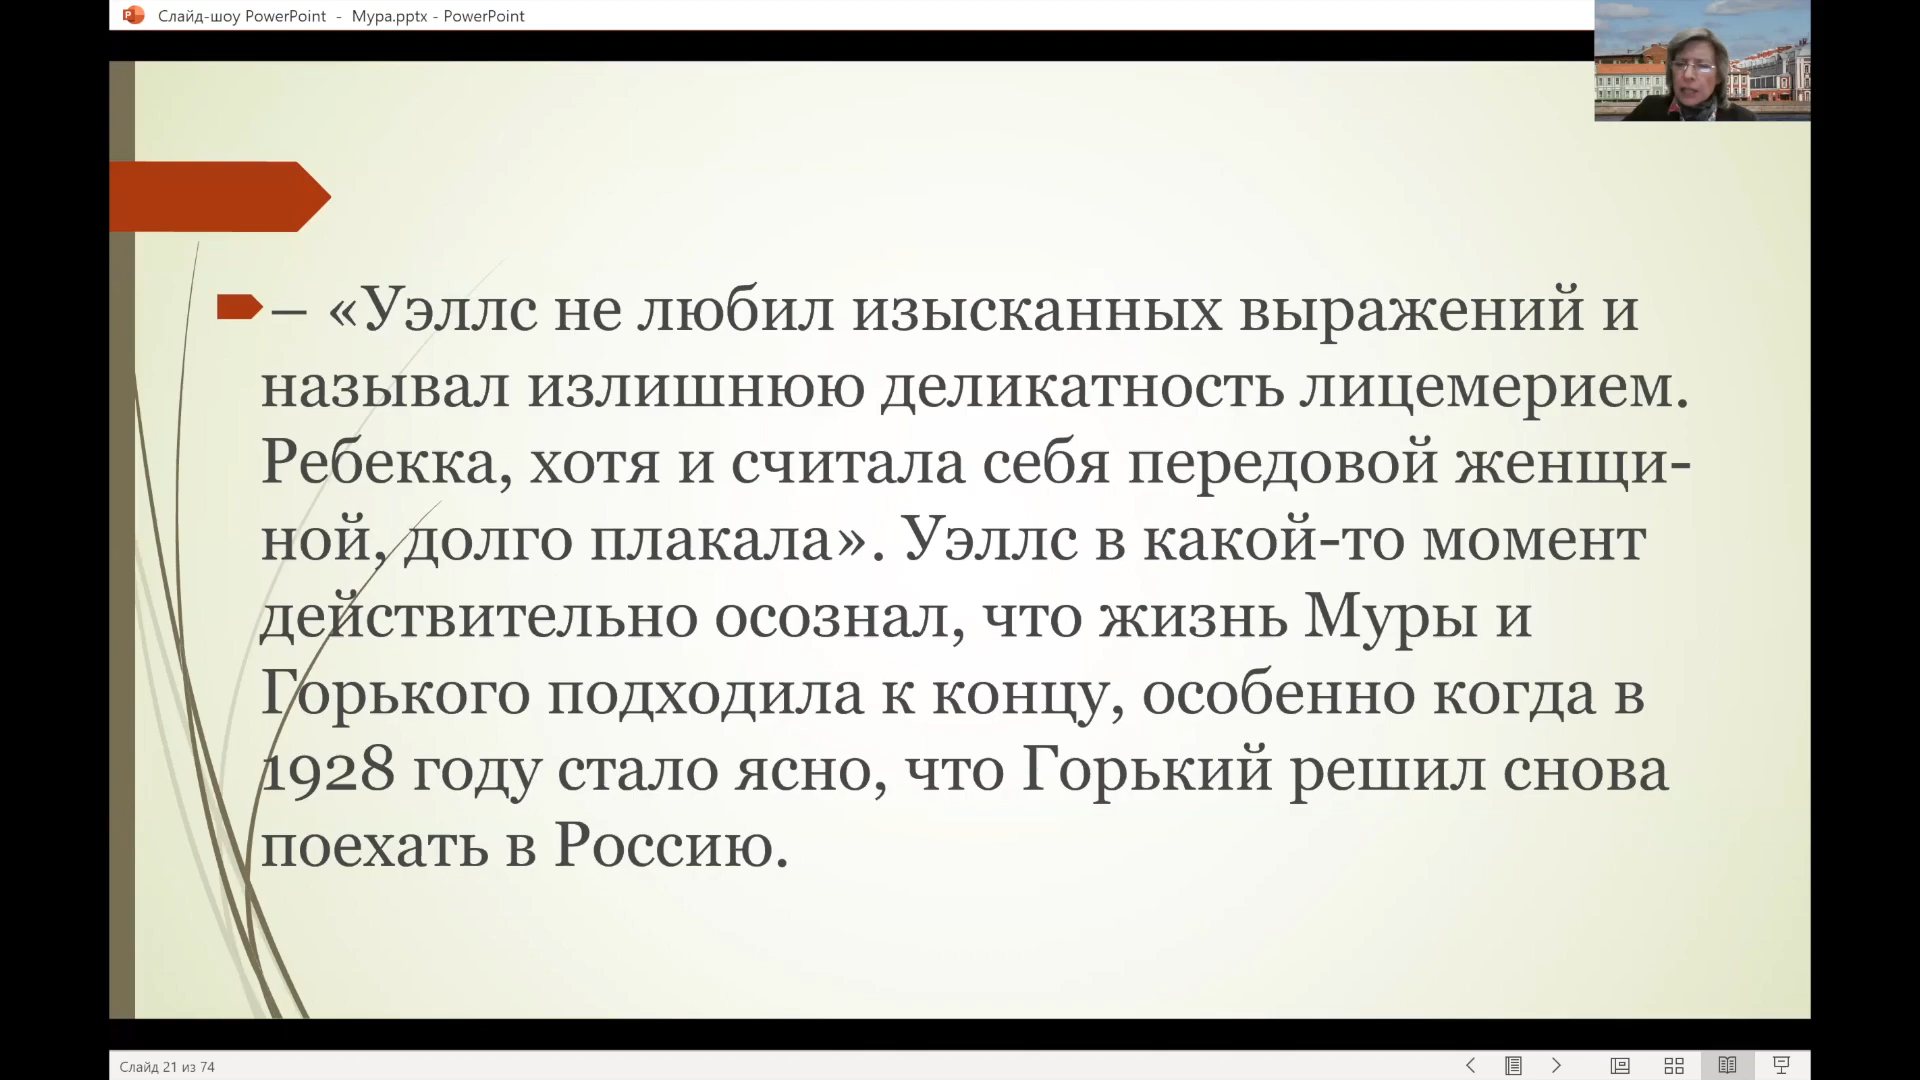 Слайд-шоу PowerPoint - Мура.pptx - PowerPoint
– «Уэллс не любил изысканных выражений и
называл излишнюю деликатность лицемерием.
Ребекка, хотя и считала себя передовой женщи-
ной, долго плакала». Уэллс в какой-то момент
действительно осознал, что жизнь Муры и
Горького подходила к концу, особенно когда в
1928 году стало ясно, что Горький решил снова
поехать в Россию.
Слайд 21 из 74